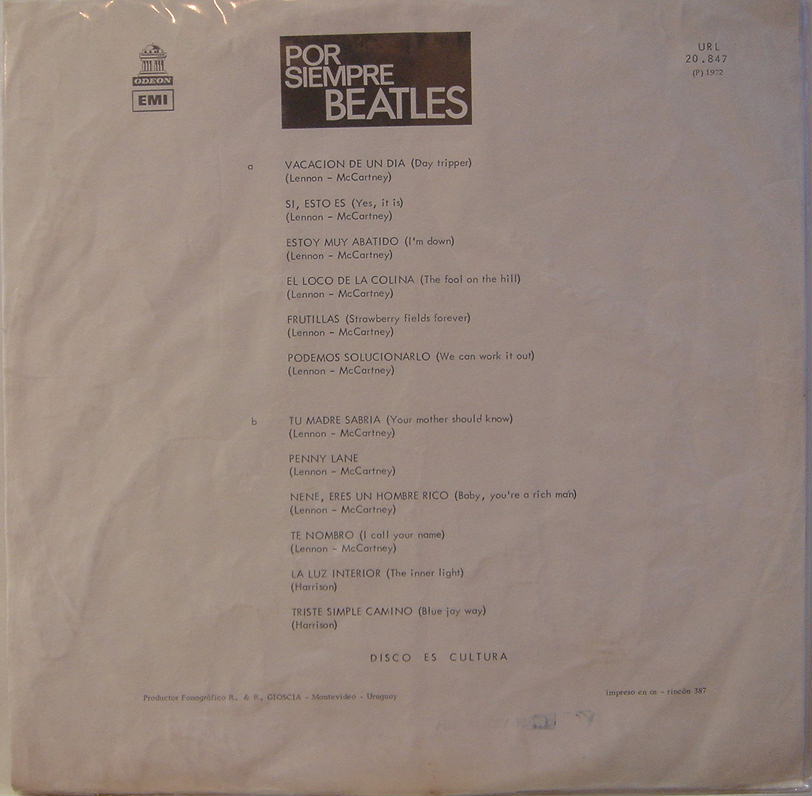 ODEON
EMI
POR
SIEMPRE
BEATLES
URL
20.847
(P) 1972
a
VACACION DE UN DIA (Day tripper)
(Lennon - McCartney)
SI, ESTO ES (Yes, it is)
(Lennon - McCartney)
ESTOY MUY ABATIDO (I'm down)
(Lennon - McCartney)
EL LOCO DE LA COLINA (The fool on the hill)
(Lennon - McCartney)
FRUTILLAS (Strawberry fields forever)
(Lennon - McCartney)
PODEMOS SOLUCIONARLO (We can work it out)
(Lennon - McCartney)
b
TU MADRE SABRIA (Your mother should know)
(Lennon - McCartney)
PENNY LANE
(Lennon - McCartney)
NENE, ERES UN HOMBRE RICO (Baby, you're a rich man)
(Lennon - McCartney)
TE NOMBRO (I call your name)
(Lennon - McCartney)
LA LUZ INTERIOR (The inner light)
(Harrison)
TRISTE SIMPLE CAMINO (Blue jay way)
(Harrison)
DISCO ES CULTURA
Productor Fonográfico R. & R. GIOSCIA - Montevideo - Uruguay
impreso en as - rincón 387